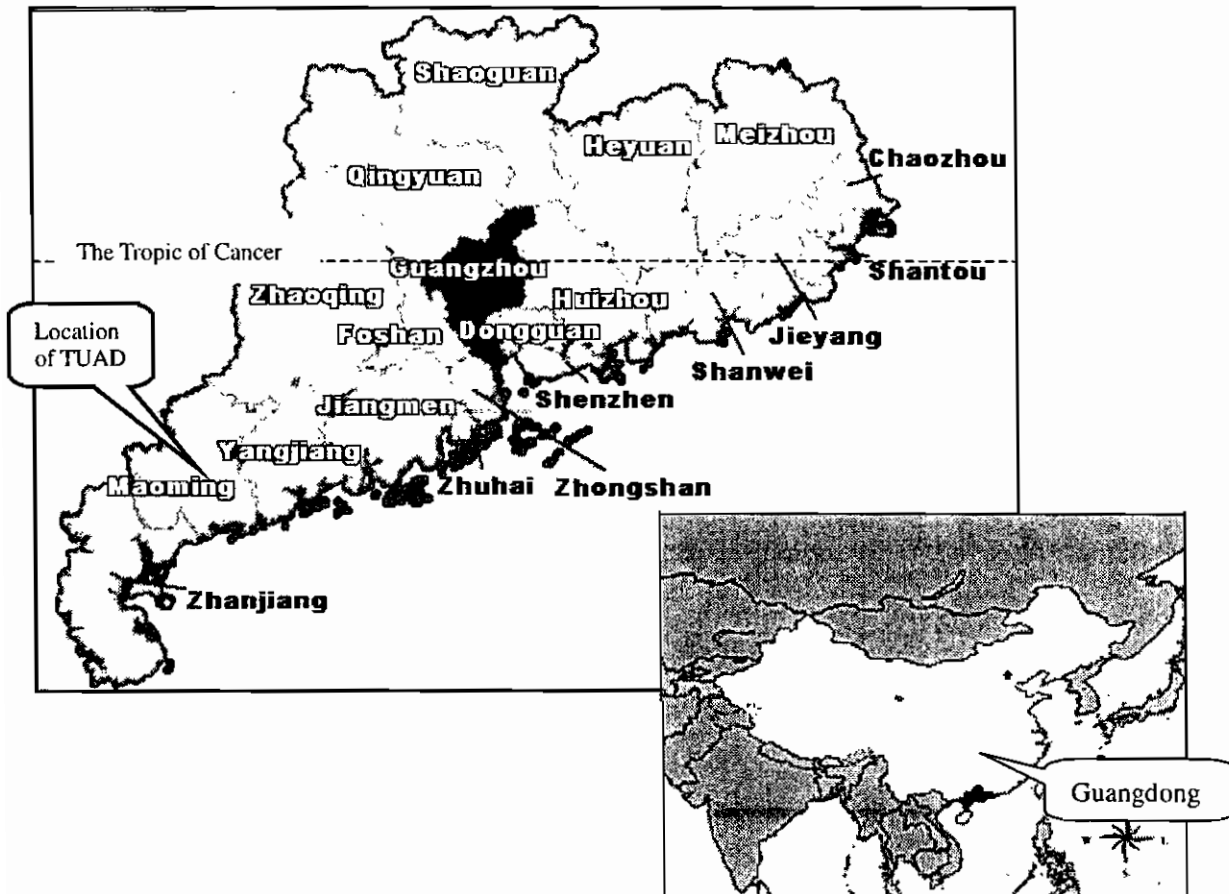 Shaoguan
Heyuan
Meizhou
Chaozhou
Qingyuan
The Tropic of Cancer
Guangzhou
Shantou
Zhaoqing
Huizhou
Location
of TUAD
Foshan
Dongguan
Jieyang
Shanwei
Shenzhen
Jiangmen
Yangjiang
Maoming
Zhuhai
Zhongshan
Zhanjiang
Guangdong
W